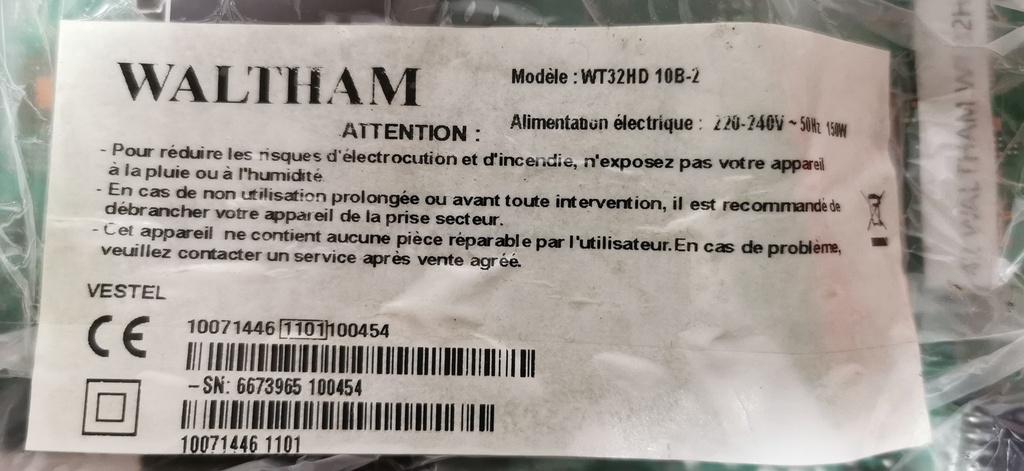 WALTHAM
Modèle : WT32HD 10B-2
Alimentation électrique : 220-240V ~ 50Hz 150W
ATTENTION :
- Pour réduire les risques d'électrocution et d'incendie, n'exposez pas votre appareil
à la pluie ou à l'humidité
- En cas de non utilisation prolongée ou avant toute intervention, il est recommandé de
débrancher votre appareil de la prise secteur.
- Cet appareil ne contient aucune pièce réparable par l'utilisateur. En cas de problème,
veuillez contacter un service après vente agréé.
VESTEL
CE
10071446 1101 100454
-SN: 6673965 100454
10071446 1101
WALTHAM